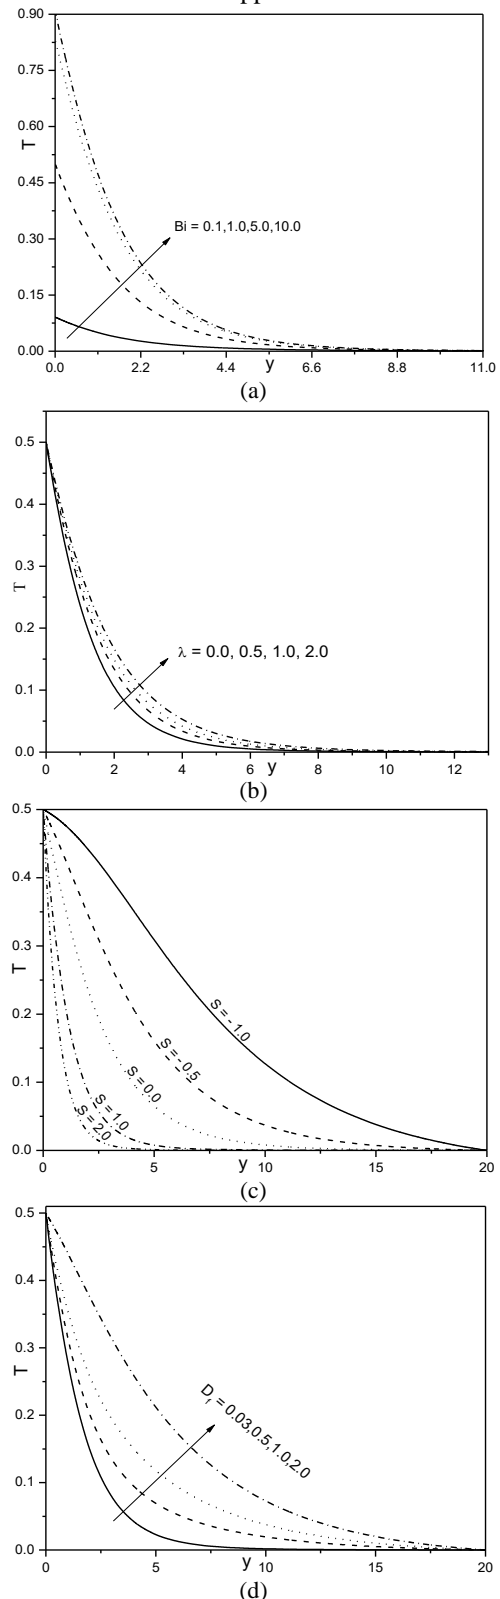 0.90
0.75
0.60
0.45
0.30
0.15
0.00
T
Bi = 0.1,1.0,5.0,10.0
0.0 2.2 4.4 6.6 8.8 11.0
y
(a)
0.5
0.4
0.3
0.2
0.1
0.0
T
λ = 0.0, 0.5, 1.0, 2.0
0 2 4 6 8 10 12
y
(b)
0.5
0.4
0.3
0.2
0.1
0.0
T
S = - 1.0
S = - 0.5
S = 0.0
S = 1.0
S = 2.0
0 5 10 15 20
y
(c)
0.5
0.4
0.3
0.2
0.1
0.0
T
D_f = 0.03,0.5,1.0,2.0
0 5 10 15 20
y
(d)